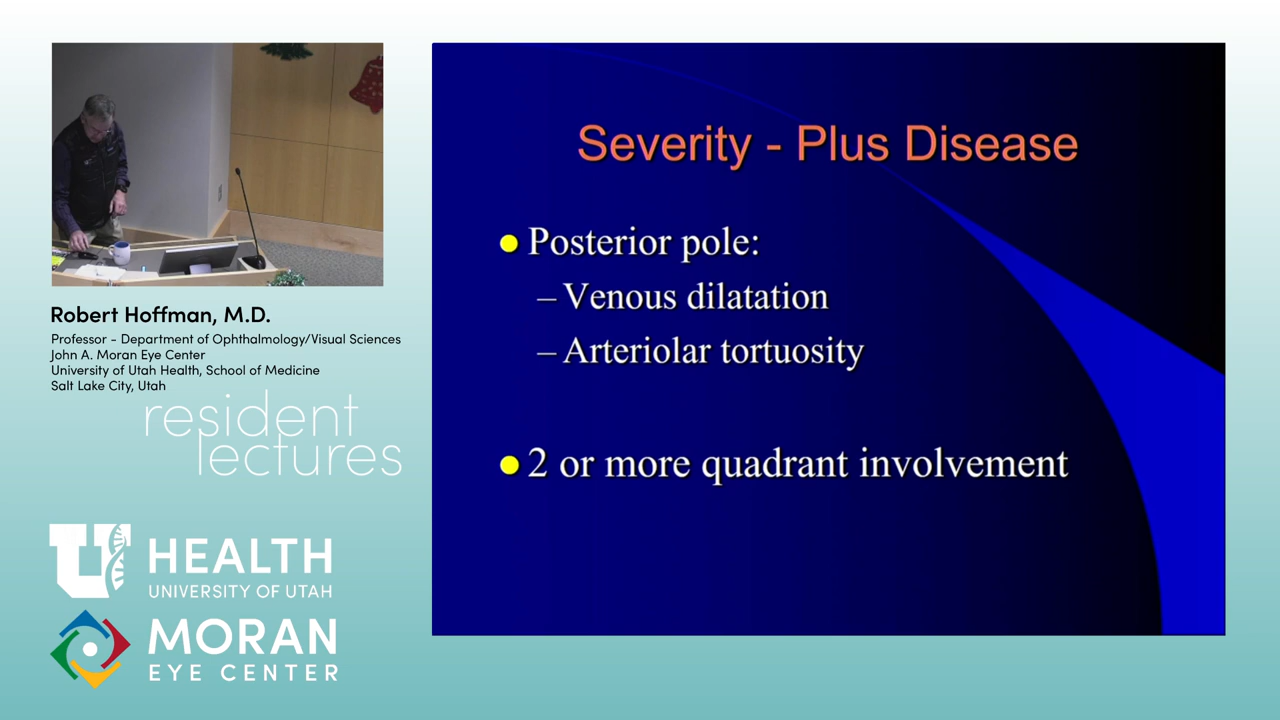 Robert Hoffman, M.D.
Professor - Department of Ophthalmology/Visual Sciences
John A. Moran Eye Center
University of Utah Health, School of Medicine
Salt Lake City, Utah
resident
lectures
U HEALTH
UNIVERSITY OF UTAH
MORAN
EYE CENTER
Severity - Plus Disease
Posterior pole:
– Venous dilatation
– Arteriolar tortuosity
2 or more quadrant involvement